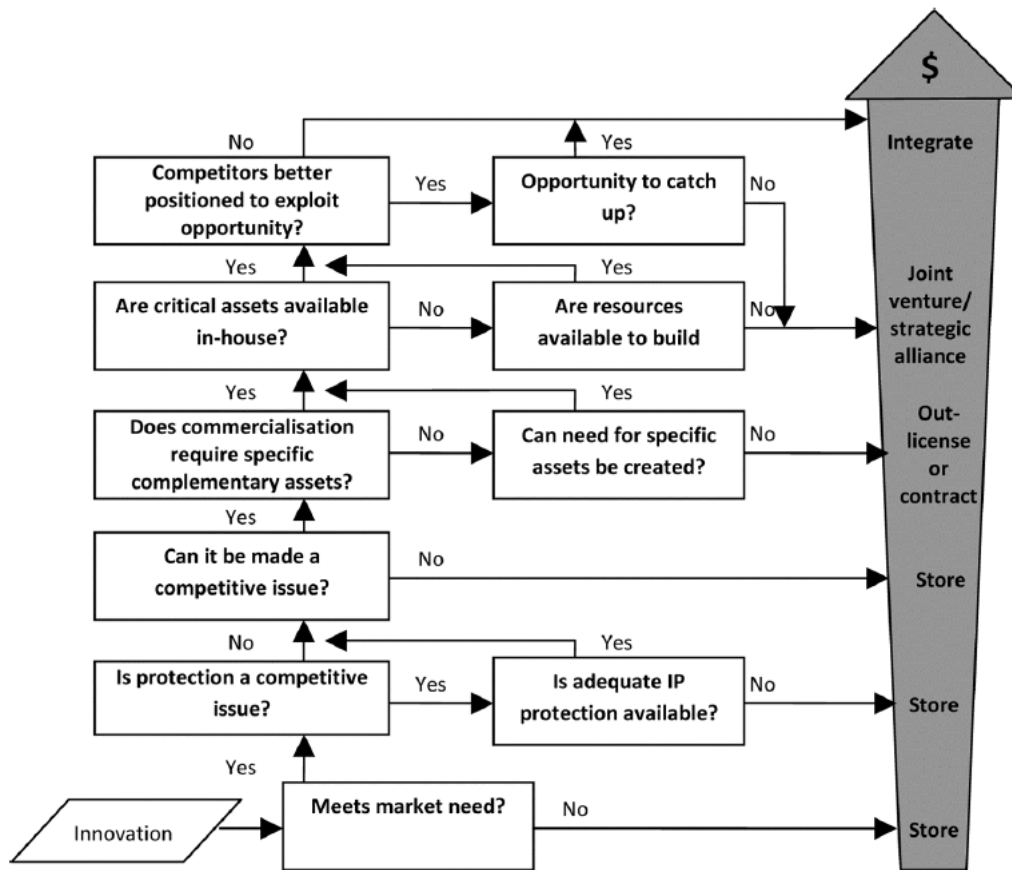 $
Integrate
No
Yes
Competitors better
positioned to exploit
opportunity?
Yes
Opportunity to catch
up?
No
Yes
Yes
Are critical assets available
in-house?
No
Are resources
available to build
No
Joint
venture/
strategic
alliance
Yes
Yes
Does commercialisation
require specific
complementary assets?
No
Can need for specific
assets be created?
No
Out-
license
or
contract
Yes
Can it be made a
competitive issue?
No
Store
No
Yes
Is protection a competitive
issue?
Yes
Is adequate IP
protection available?
No
Store
Yes
Innovation
Meets market need?
No
Store